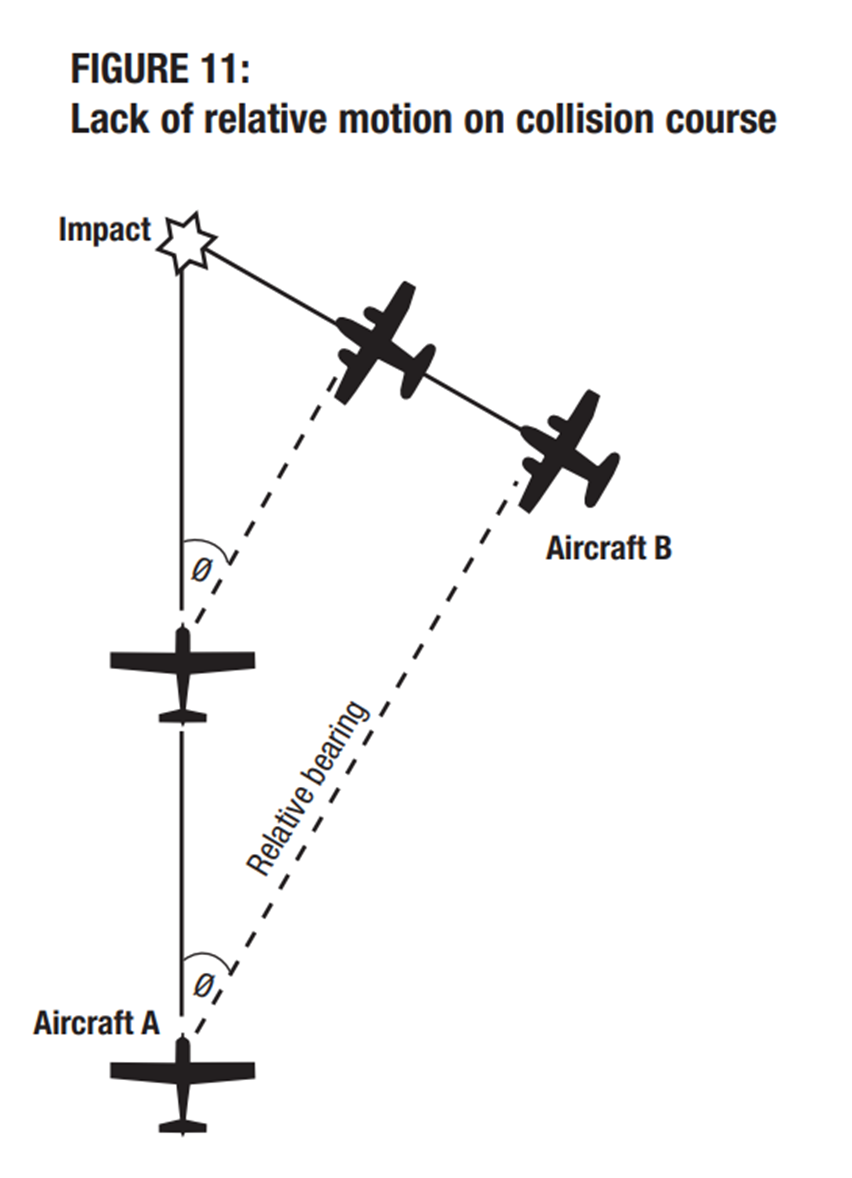 FIGURE 11:
Lack of relative motion on collision course
Impact
Ø
Aircraft B
Relative bearing
Ø
Aircraft A